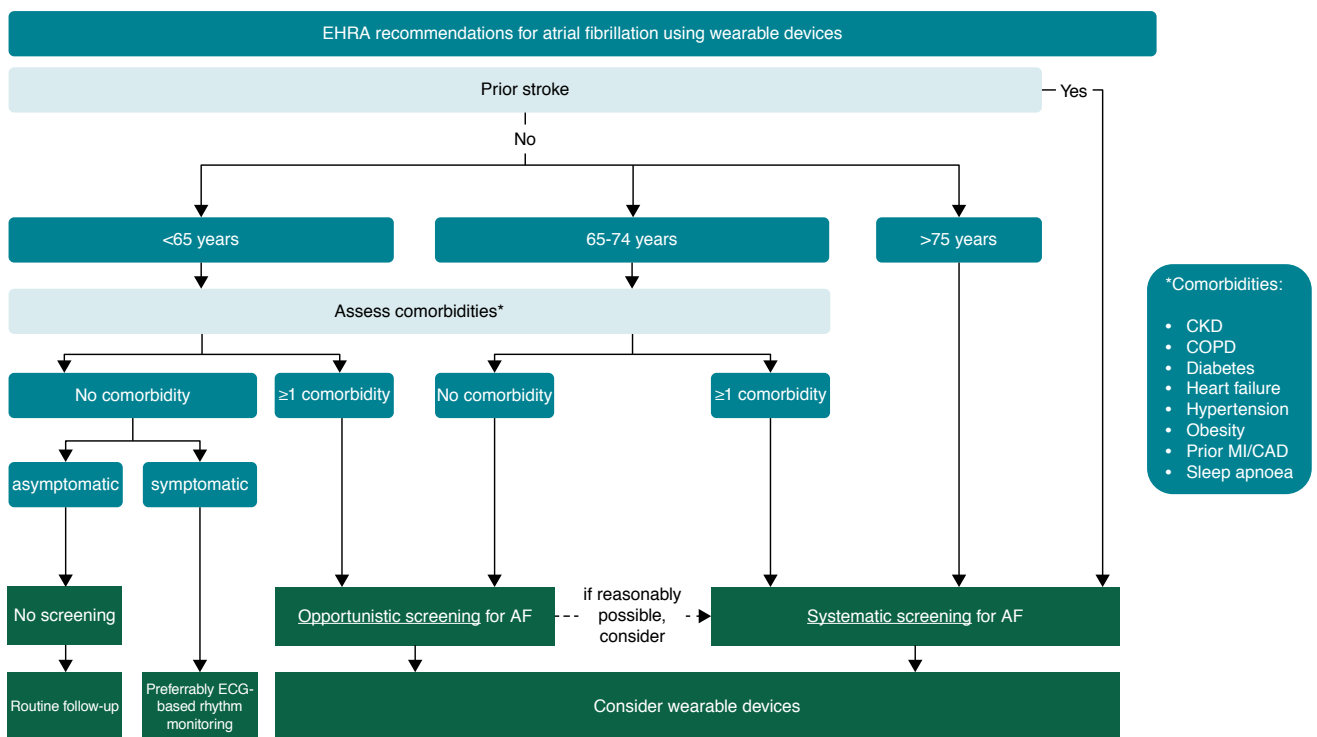 EHRA recommendations for atrial fibrillation using wearable devices
Prior stroke
Yes
No
<65 years
65-74 years
>75 years
Assess comorbidities*
No comorbidity
≥1 comorbidity
No comorbidity
≥1 comorbidity
asymptomatic
symptomatic
No screening
Opportunistic screening for AF
if reasonably
possible,
consider
Systematic screening for AF
Routine follow-up
Preferrably ECG-
based rhythm
monitoring
Consider wearable devices
*Comorbidities:
• CKD
• COPD
• Diabetes
• Heart failure
• Hypertension
• Obesity
• Prior MI/CAD
• Sleep apnoea